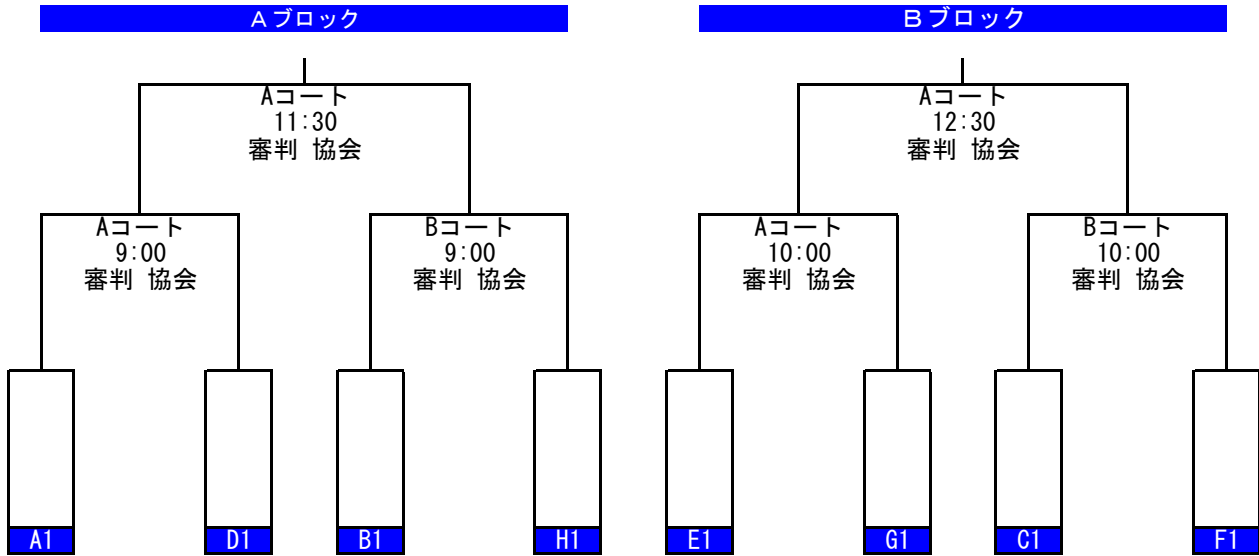 Aブロック
Bブロック
Aコート
11:30
審判 協会
Aコート
12:30
審判 協会
Aコート
9:00
審判 協会
Bコート
9:00
審判 協会
Aコート
10:00
審判 協会
Bコート
10:00
審判 協会
A1
D1
B1
H1
E1
G1
C1
F1